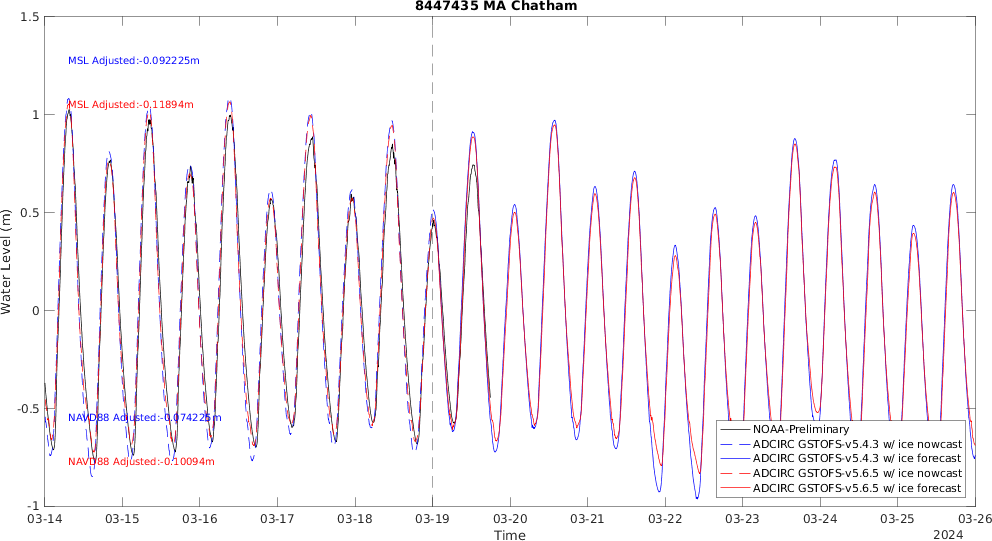 8447435 MA Chatham
1.5
MSL Adjusted:-0.092225m
MSL Adjusted:-0.11894m
1
0.5
Water Level (m)
0
-0.5
NAVD88 Adjusted:-0.074225m
NOAA-Preliminary
ADCIRC GSTOFS-v5.4.3 w/ ice nowcast
NAVD88 Adjusted:-0.10094m
ADCIRC GSTOFS-v5.4.3 w/ ice forecast
ADCIRC GSTOFS-v5.6.5 w/ ice nowcast
ADCIRC GSTOFS-v5.6.5 w/ ice forecast
-1
03-14 03-15 03-16 03-17 03-18 03-19 03-20 03-21 03-22 03-23 03-24 03-25 03-26
Time
2024